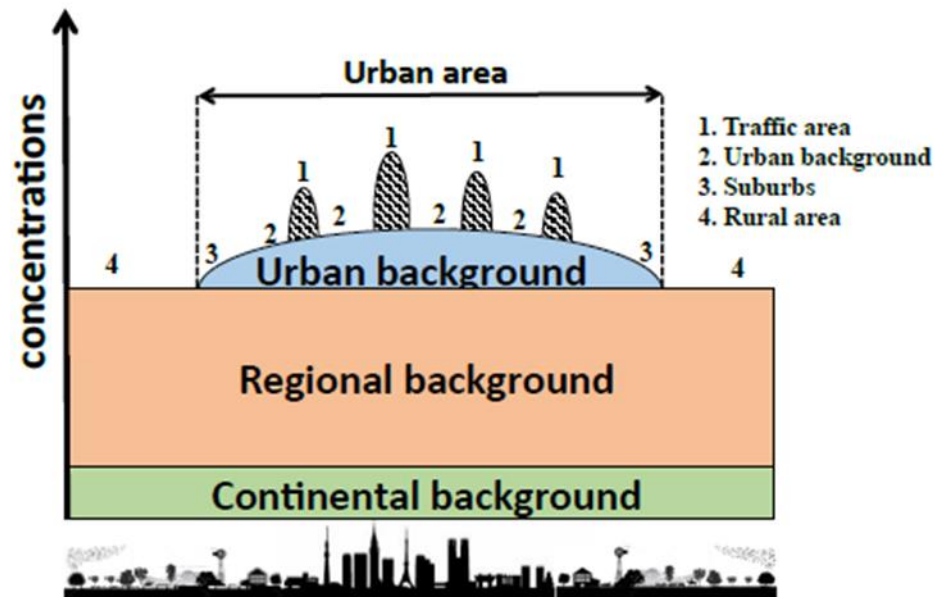 Urban area
concentrations
1. Traffic area
2. Urban background
3. Suburbs
4. Rural area
1
1
1
1
2
2
2
2
3
3
4
4
Urban background
Regional background
Continental background